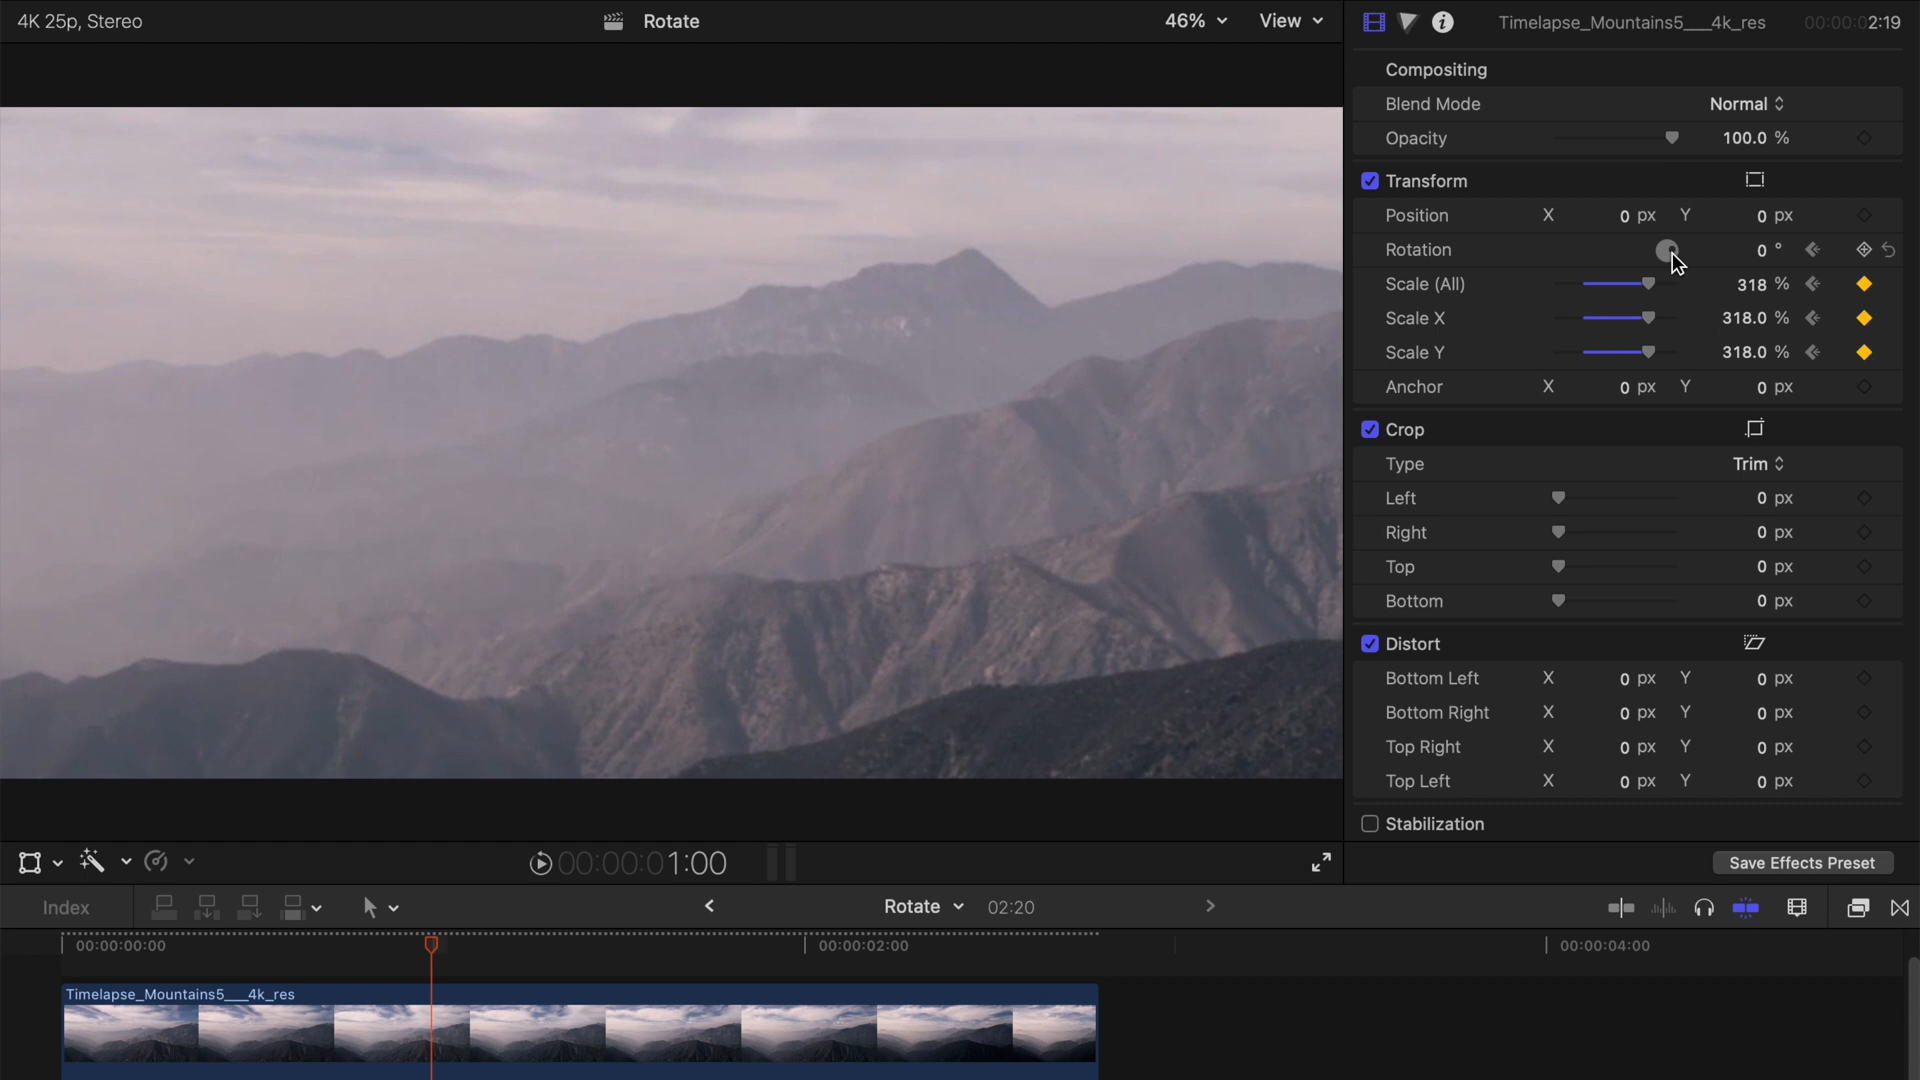 4K 25p, Stereo
Rotate
46%
View
Timelapse_Mountains5___4k_res
00:00:02:19
Compositing
Blend Mode Normal
Opacity 100.0 %
Transform
Position X 0 px Y 0 px
Rotation 0 °
Scale (All) 318 %
Scale X 318.0 %
Scale Y 318.0 %
Anchor X 0 px Y 0 px
Crop
Type Trim
Left 0 px
Right 0 px
Top 0 px
Bottom 0 px
Distort
Bottom Left X 0 px Y 0 px
Bottom Right X 0 px Y 0 px
Top Right X 0 px Y 0 px
Top Left X 0 px Y 0 px
Stabilization
00:00:01:00
Save Effects Preset
Index
Rotate 02:20
00:00:00:00
00:00:02:00
00:00:04:00
Timelapse_Mountains5___4k_res